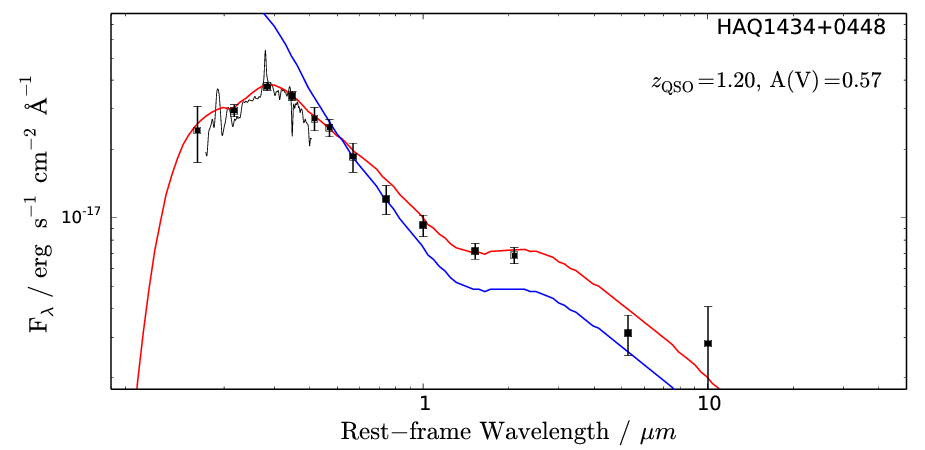 HAQ1434+0448
z_QSO=1.20, A(V)=0.57
F_λ / erg s^−1 cm^−2 Å^−1
10^-17
1 10
Rest−frame Wavelength / μm